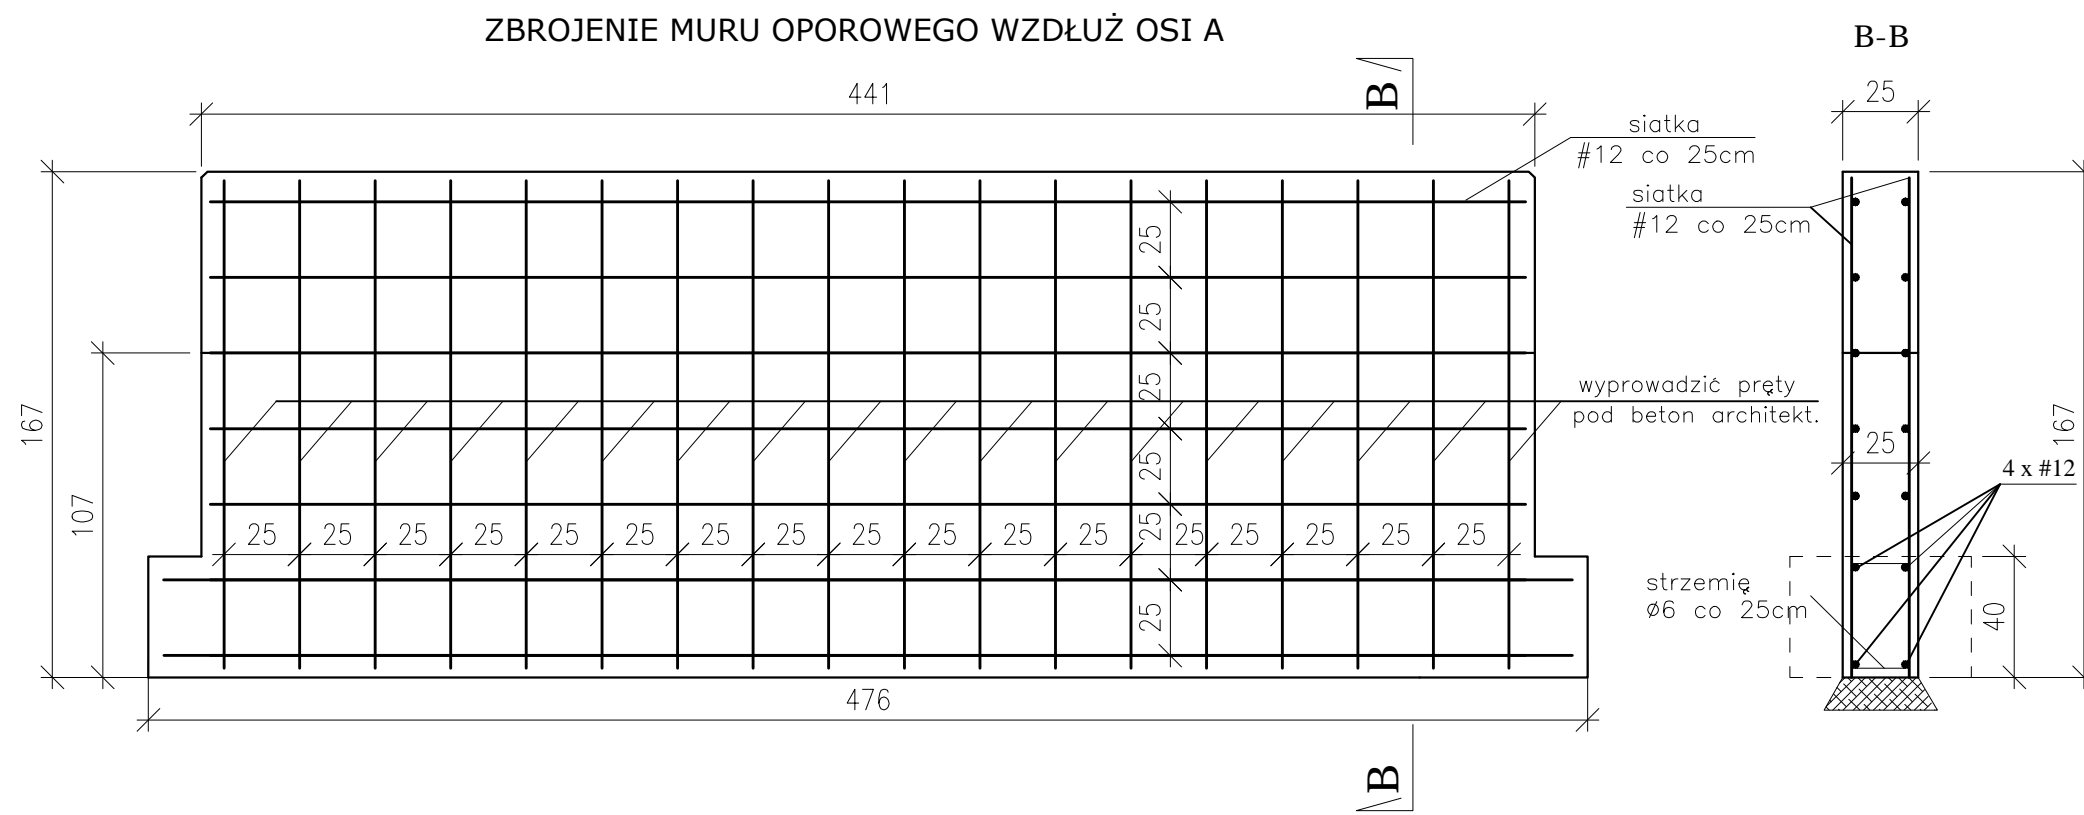 ZBROJENIE MURU OPOROWEGO WZDŁUŻ OSI A
B-B
441
B
25
siatka
#12 co 25cm
siatka
#12 co 25cm
25
25
25
wyprowadzić pręty
pod beton architekt.
167
107
167
25
25
4 x #12
25 25 25 25 25 25 25 25 25 25 25 25 25 25 25 25 25
25
25
strzemię
ø6 co 25cm
40
476
B